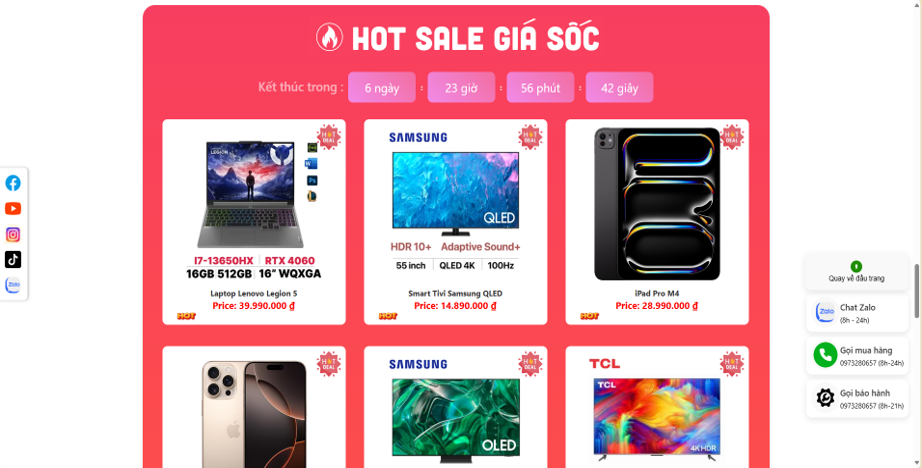 HOT SALE GIÁ SỐC
Kết thúc trong : 6 ngày : 23 giờ : 56 phút : 42 giây
HOT DEAL
LEGION
I7-13650HX | RTX 4060
16GB 512GB | 16" WQXGA
Laptop Lenovo Legion 5
Price: 39.990.000 ₫
HOT
SAMSUNG
HOT DEAL
QLED
HDR 10+ Adaptive Sound+
55 inch | QLED 4K | 100Hz
Smart Tivi Samsung QLED
Price: 14.890.000 ₫
HOT
HOT DEAL
iPad Pro M4
Price: 28.990.000 ₫
HOT
HOT DEAL
SAMSUNG
HOT DEAL
OLED
TCL
HOT DEAL
TCL
4K HDR
Zalo
Quay về đầu trang
Zalo
Chat Zalo
(8h - 24h)
Gọi mua hàng
0973280657 (8h-24h)
Gọi bảo hành
0973280657 (8h-21h)